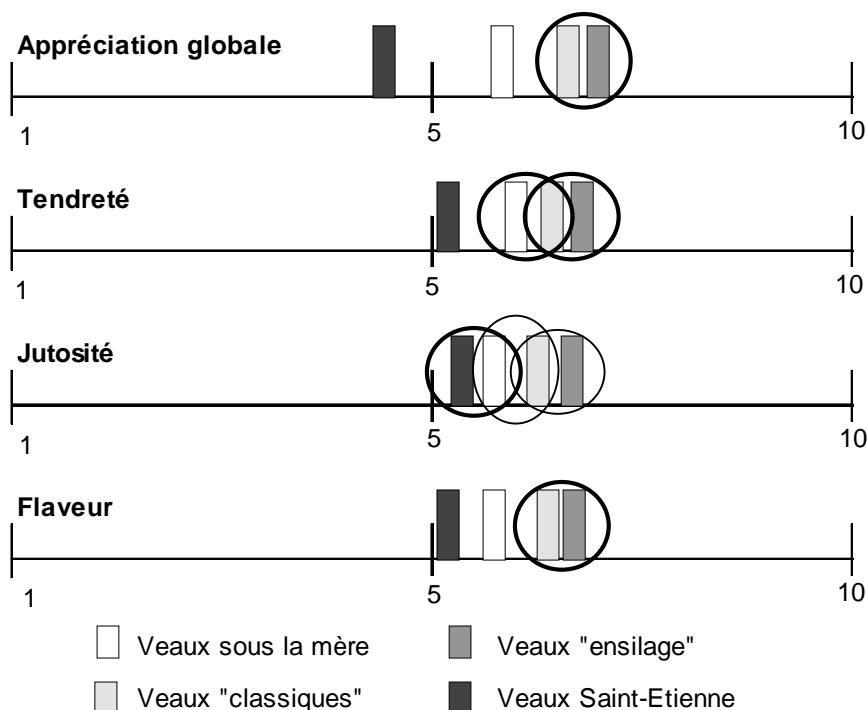 Appréciation globale
1 5 10
Tendreté
1 5 10
Jutosité
1 5 10
Flaveur
1 5 10
Veaux sous la mère Veaux "ensilage"
Veaux "classiques" Veaux Saint-Etienne